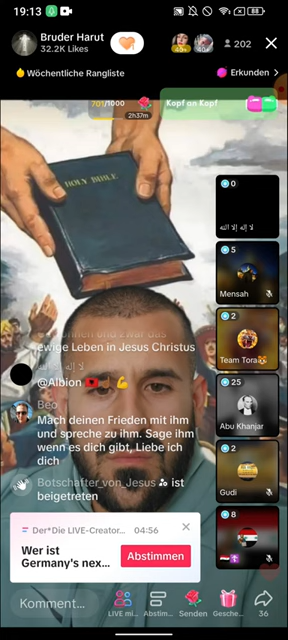 19:13
88
Bruder Harut
32.2K Likes
202
Wöchentliche Rangliste
Erkunden >
701/1000
2h37m
Kopf an Kopf
HOLY BIBLE
0
لا إله إلا الله
5
Mensah
2
Team Tora
25
Abu Khanjar
2
Gudi
8
und zwar das
ewige Leben in Jesus Christus
لا إله إلا الله
@Albion
Beo
Mach deinen Frieden mit ihm
und spreche zu ihm. Sage ihm
wenn es dich gibt, Liebe ich
dich
Botschafter_von_Jesus ist
beigetreten
Der*Die LIVE-Creator... 04:56
Wer ist
Germany's nex...
Abstimmen
Komment...
LIVE mi...
Abstim...
Senden
Gesche...
36